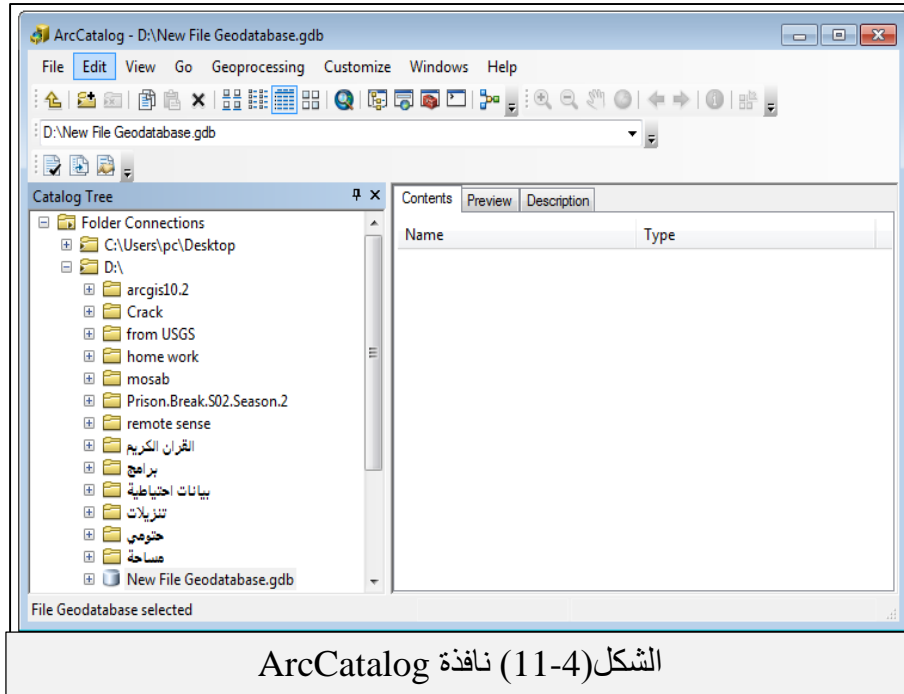 ArcCatalog - D:\New File Geodatabase.gdb
File Edit View Go Geoprocessing Customize Windows Help
D:\New File Geodatabase.gdb
Catalog Tree
Folder Connections
C:\Users\pc\Desktop
D:\
arcgis10.2
Crack
from USGS
home work
mosab
Prison.Break.S02.Season.2
remote sense
القران الكريم
برامج
بيانات احتياطية
تنزيلات
حتومي
مساحة
New File Geodatabase.gdb
Contents Preview Description
Name Type
File Geodatabase selected
الشكل(4-11) نافذة ArcCatalog